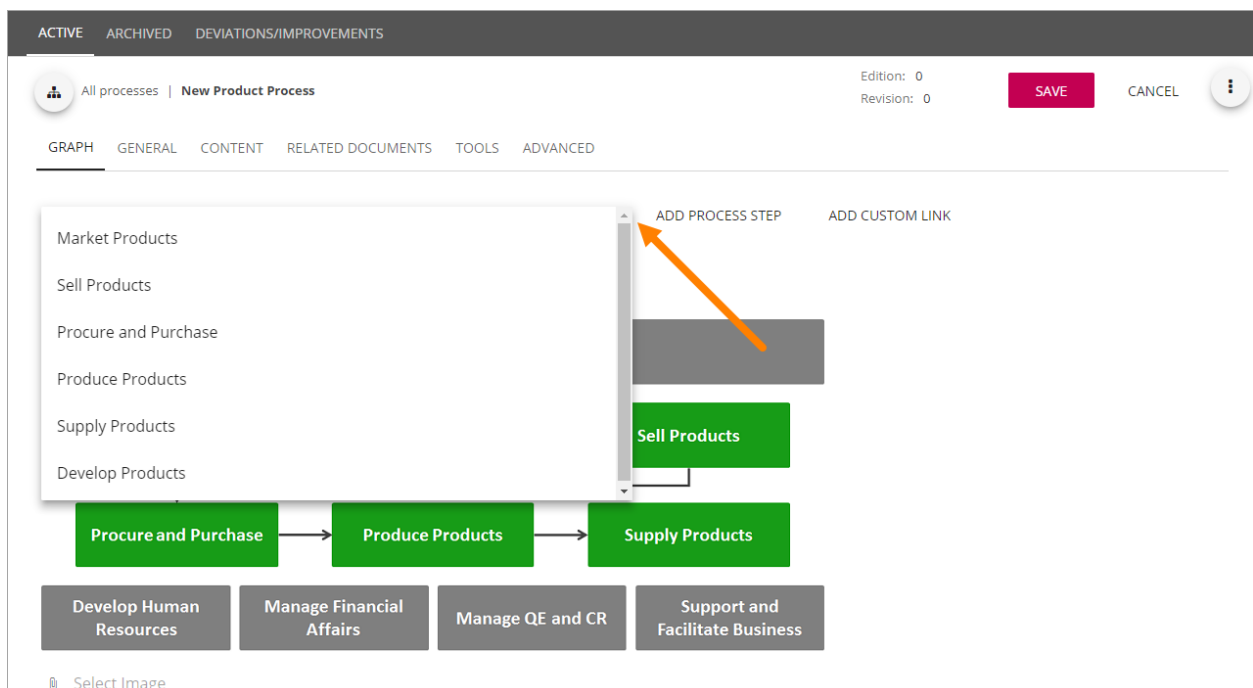 ACTIVE ARCHIVED DEVIATIONS/IMPROVEMENTS
All processes | New Product Process
Edition: 0
Revision: 0
SAVE CANCEL
GRAPH GENERAL CONTENT RELATED DOCUMENTS TOOLS ADVANCED
ADD PROCESS STEP ADD CUSTOM LINK
Market Products
Sell Products
Procure and Purchase
Produce Products
Supply Products
Develop Products
Sell Products
Procure and Purchase Produce Products Supply Products
Develop Human
Resources
Manage Financial
Affairs
Manage QE and CR
Support and
Facilitate Business
Select Image